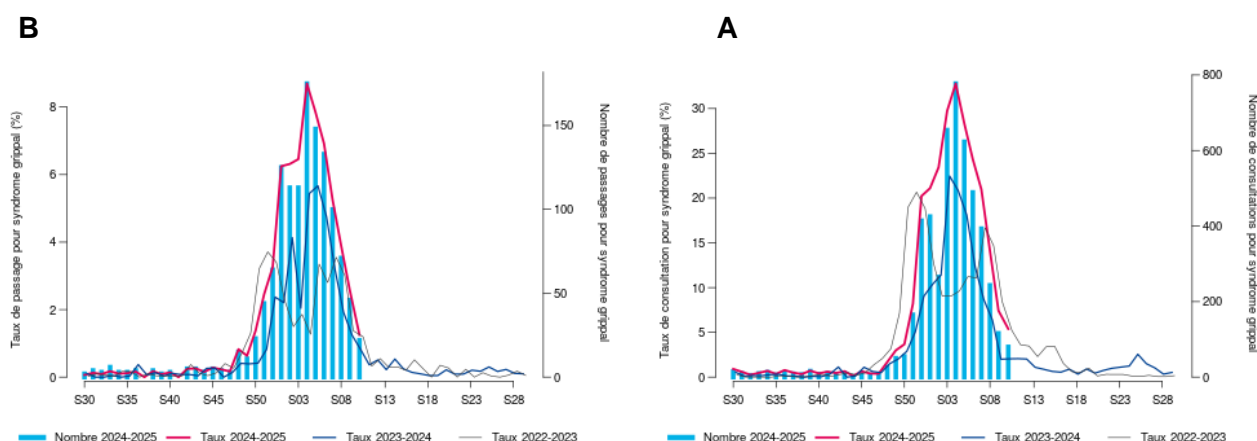 B
A
Taux de passage pour syndrome grippal (%)
8
6
4
2
0
150
100
50
0
Nombre de passages pour syndrome grippal
S30 S35 S40 S45 S50 S03 S08 S13 S18 S23 S28
Nombre 2024-2025 Taux 2024-2025 Taux 2023-2024 Taux 2022-2023
Taux de consultation pour syndrome grippal (%)
30
25
20
15
10
5
0
800
600
400
200
0
Nombre de consultations pour syndrome grippal
S30 S35 S40 S45 S50 S03 S08 S13 S18 S23 S28
Nombre 2024-2025 Taux 2024-2025 Taux 2023-2024 Taux 2022-2023